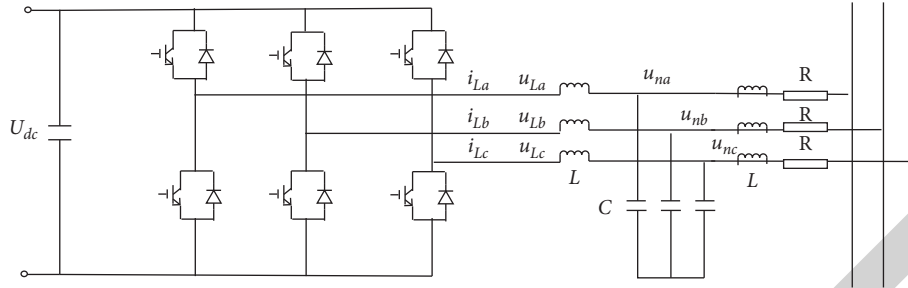 R
i_La u_La u_na
U_dc
i_Lb u_Lb u_nb R
i_Lc u_Lc u_nc R
L L
C